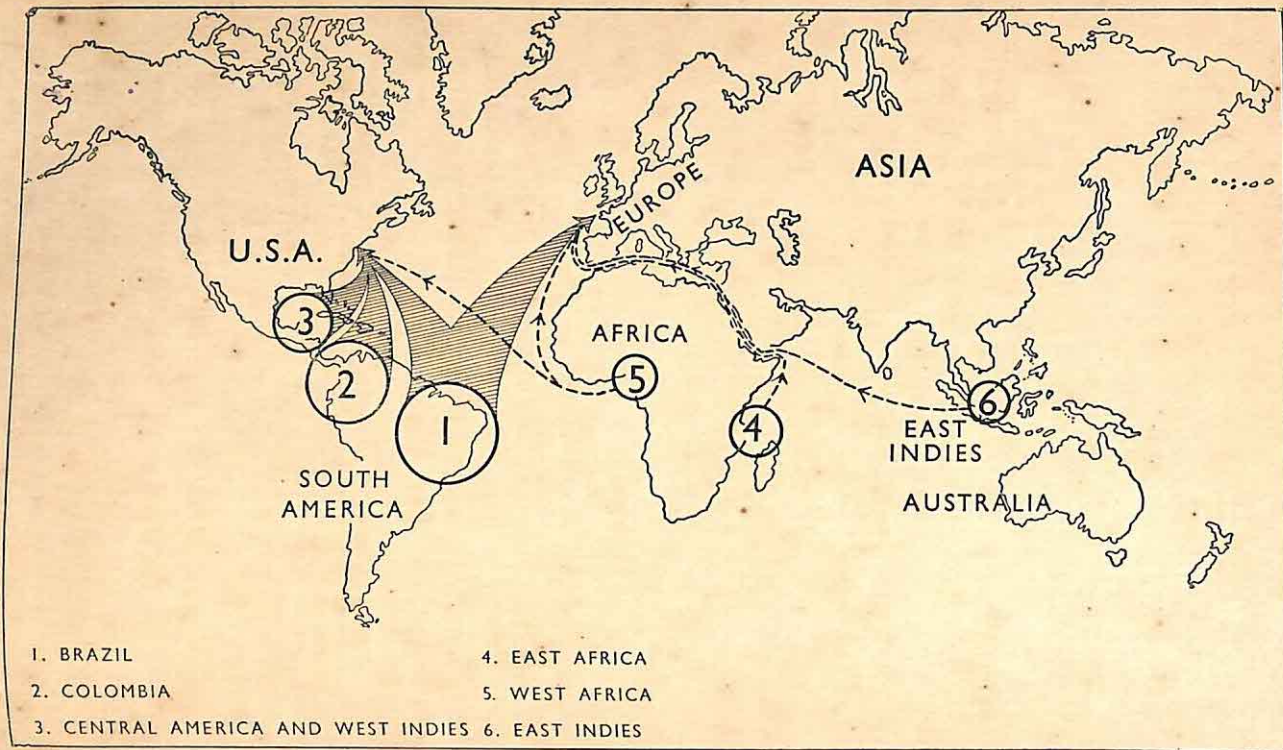 ASIA
EUROPE
U.S.A.
3
AFRICA
2
5
6
1
4
EAST
INDIES
SOUTH
AMERICA
AUSTRALIA
1. BRAZIL
2. COLOMBIA
3. CENTRAL AMERICA AND WEST INDIES
4. EAST AFRICA
5. WEST AFRICA
6. EAST INDIES